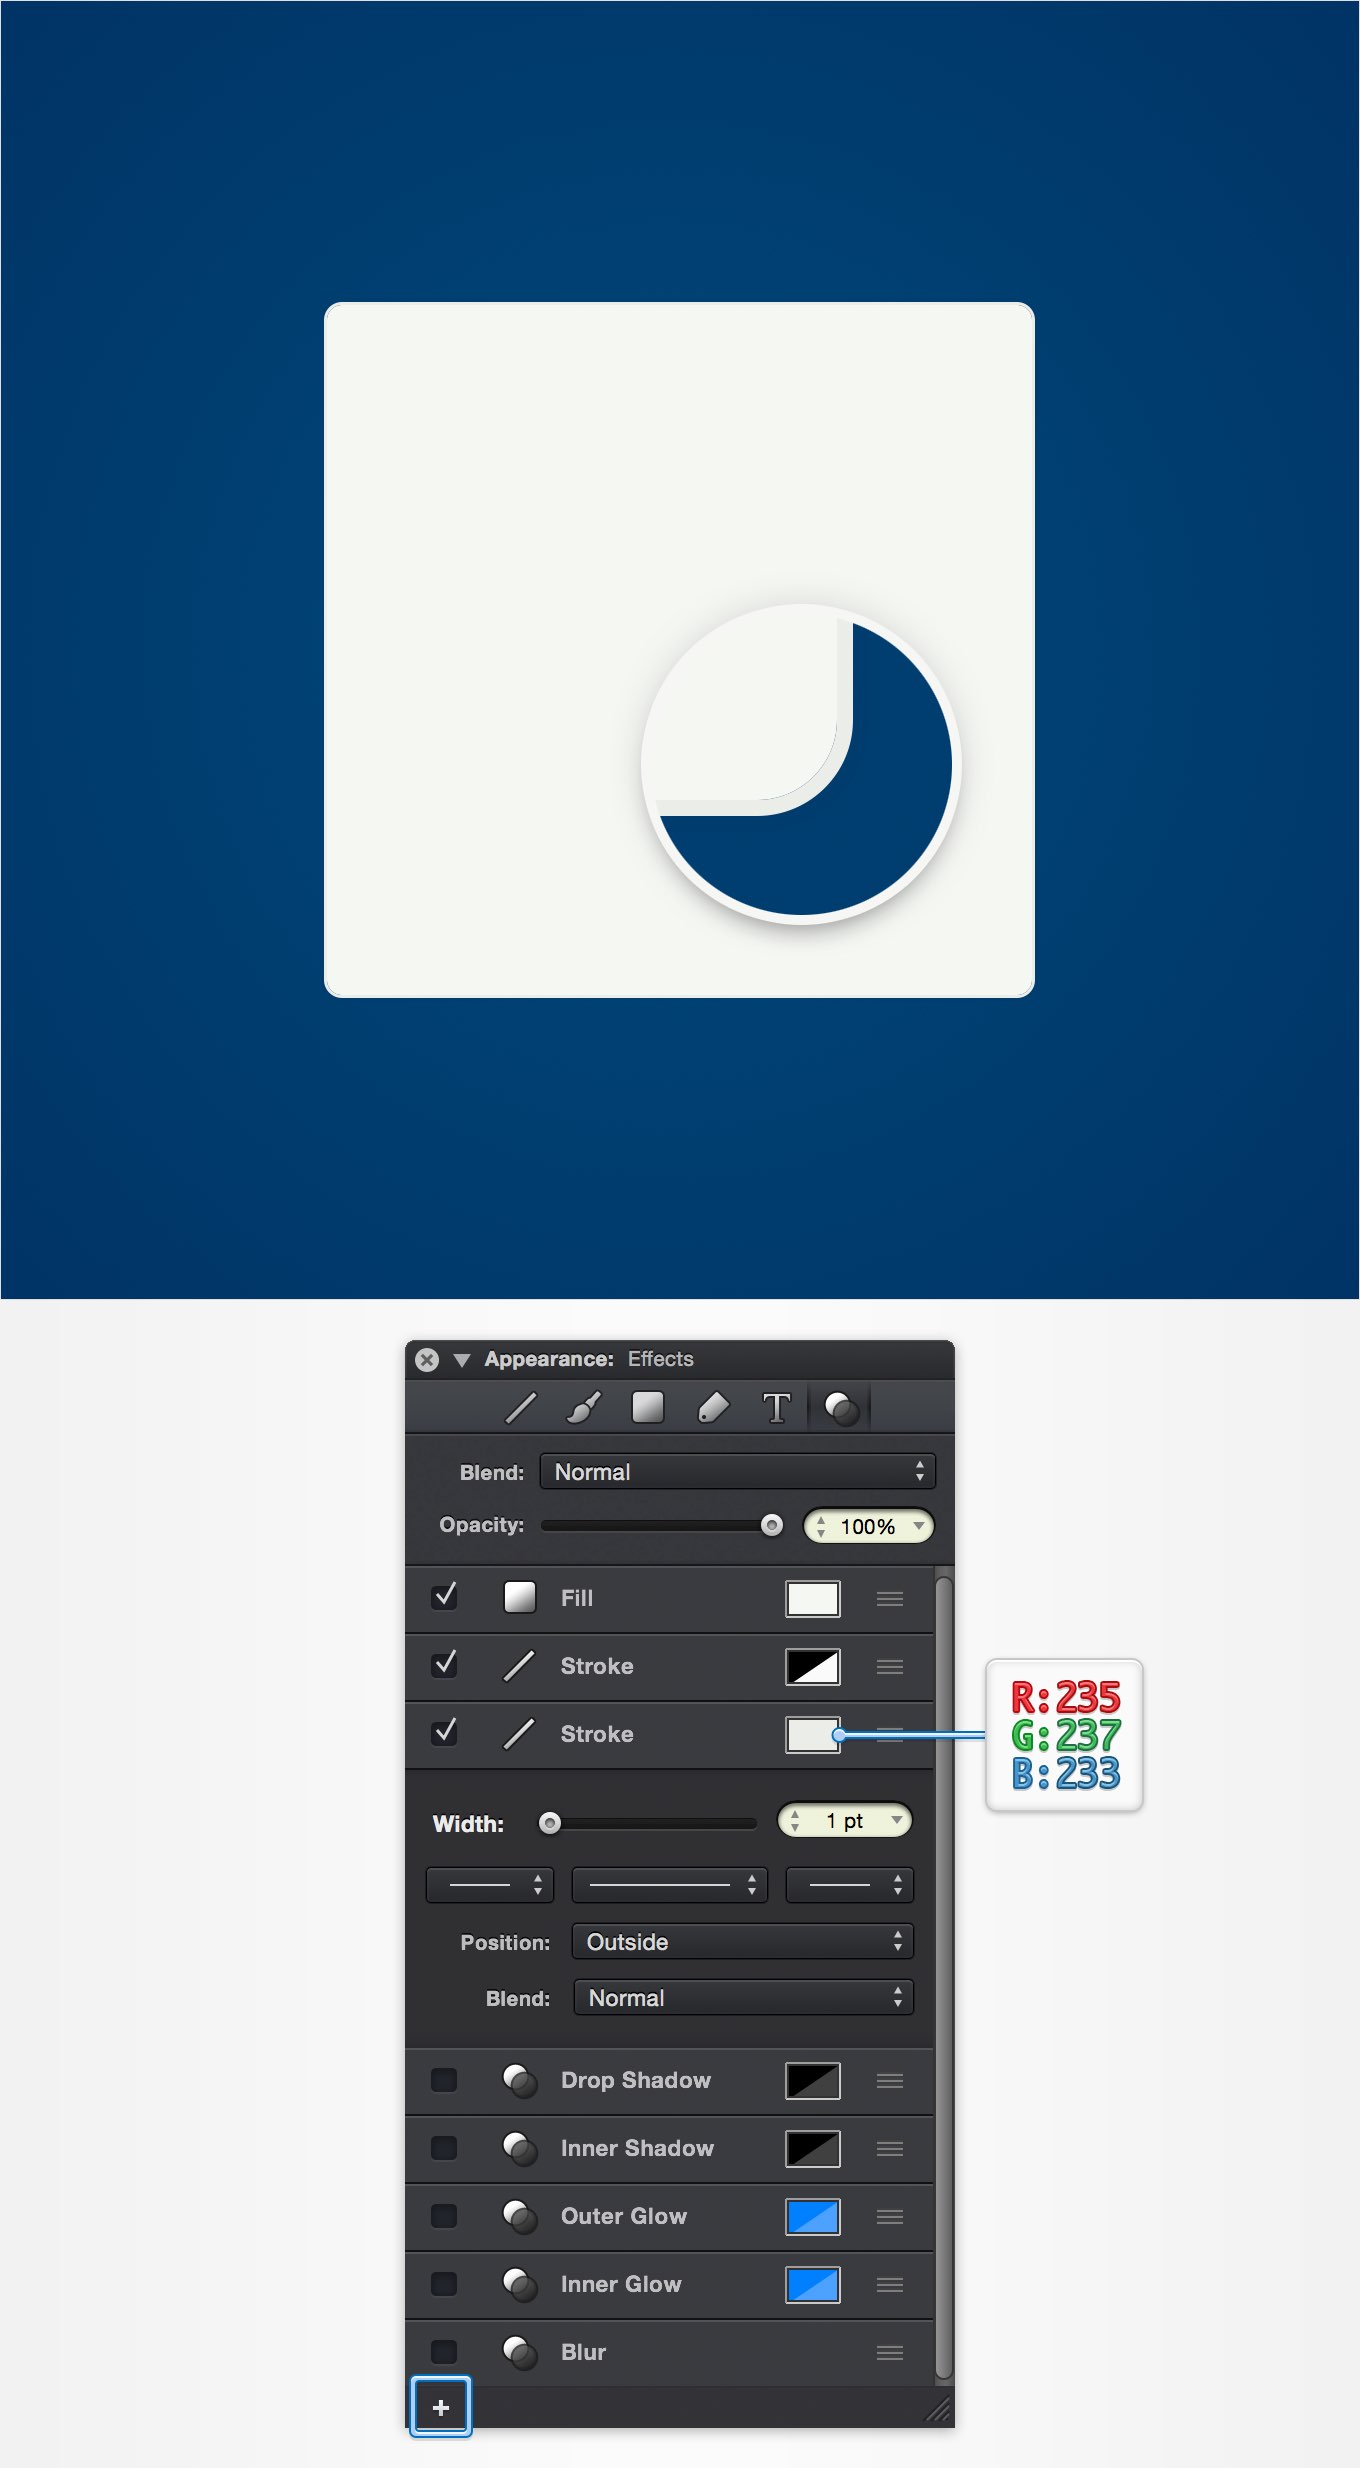 Appearance: Effects
T
Blend: Normal
Opacity: 100%
Fill
Stroke
Stroke
R:235
G:237
B:233
Width: 1 pt
Position: Outside
Blend: Normal
Drop Shadow
Inner Shadow
Outer Glow
Inner Glow
Blur
+